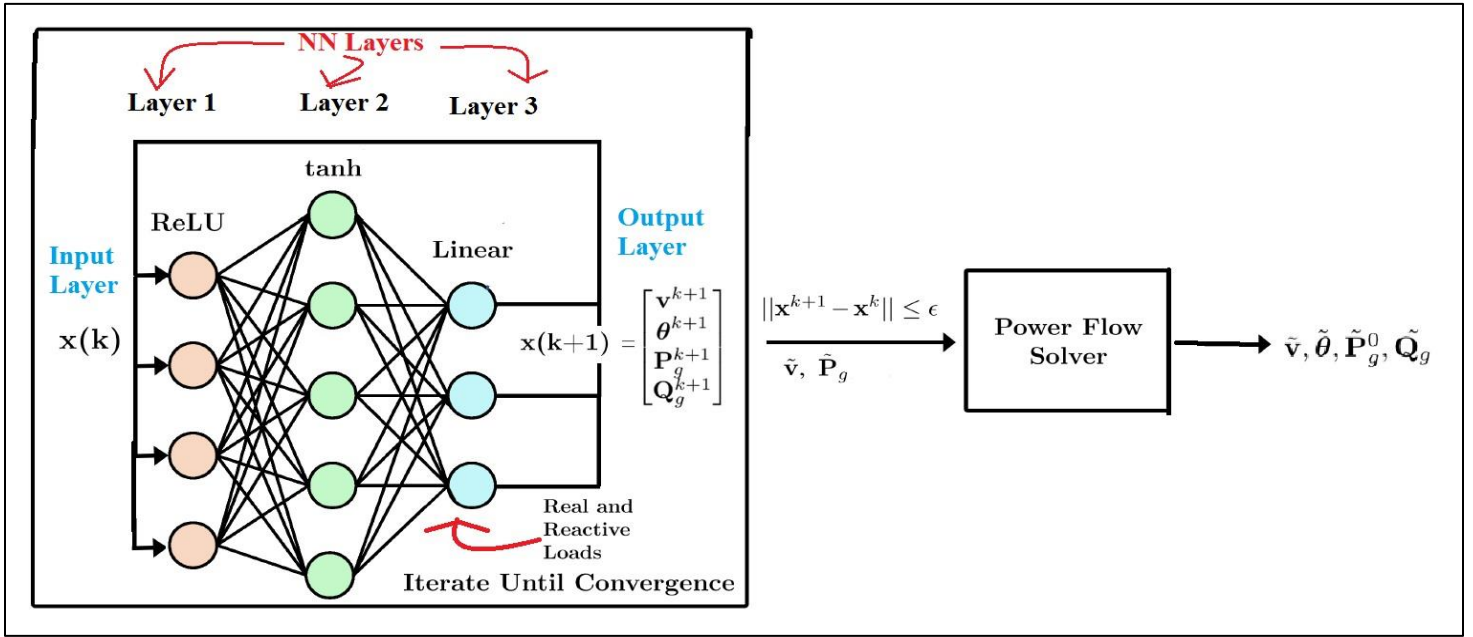 NN Layers
Layer 1
Layer 2
Layer 3
tanh
ReLU
Linear
Input
Layer
x(k)
Output
Layer
x(k+1) = [v^{k+1}
θ^{k+1}
P_g^{k+1}
Q_g^{k+1}]
Real and
Reactive
Loads
Iterate Until Convergence
||x^{k+1} − x^k|| ≤ ϵ
ṽ, P̃_g
Power Flow
Solver
ṽ, θ̃, P̃_g^0, Q̃_g